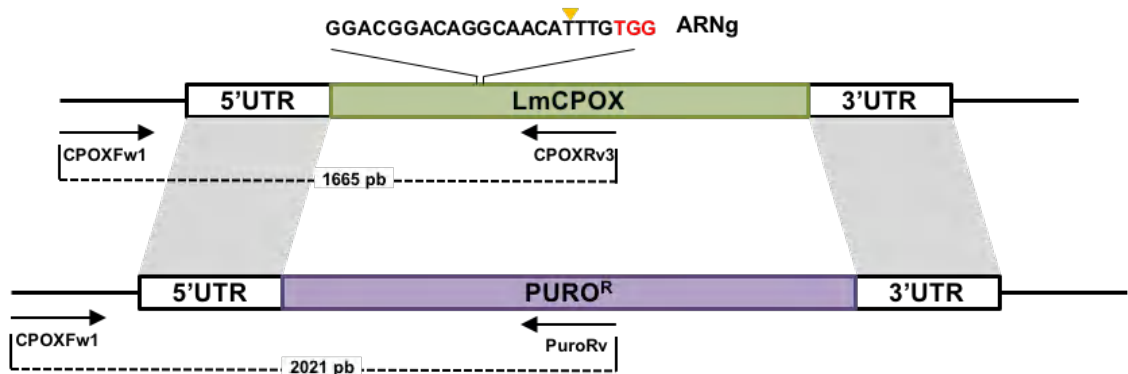 GGACGGACAGGCAACATTTGTGG ARNg
5'UTR LmCPOX 3'UTR
CPOXFw1 CPOXRv3
1665 pb
5'UTR PUROᴿ 3'UTR
CPOXFw1 PuroRv
2021 pb